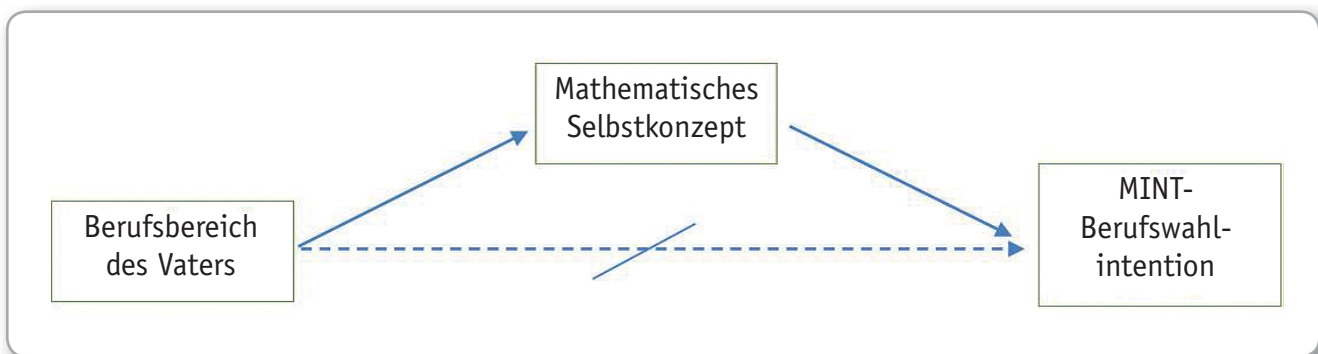 Mathematisches
Selbstkonzept
Berufsbereich
des Vaters
MINT-
Berufswahl-
intention